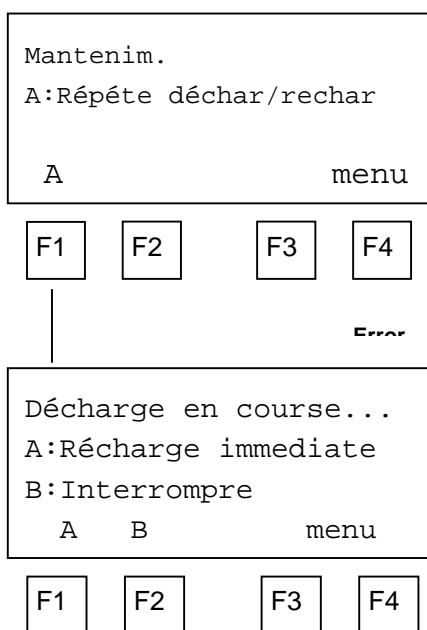 Mantenim.
A:Répéte déchar/rechar
A menu
F1 F2 F3 F4
Error
Décharge en course...
A:Récharge immediate
B:Interrompre
A B menu
F1 F2 F3 F4